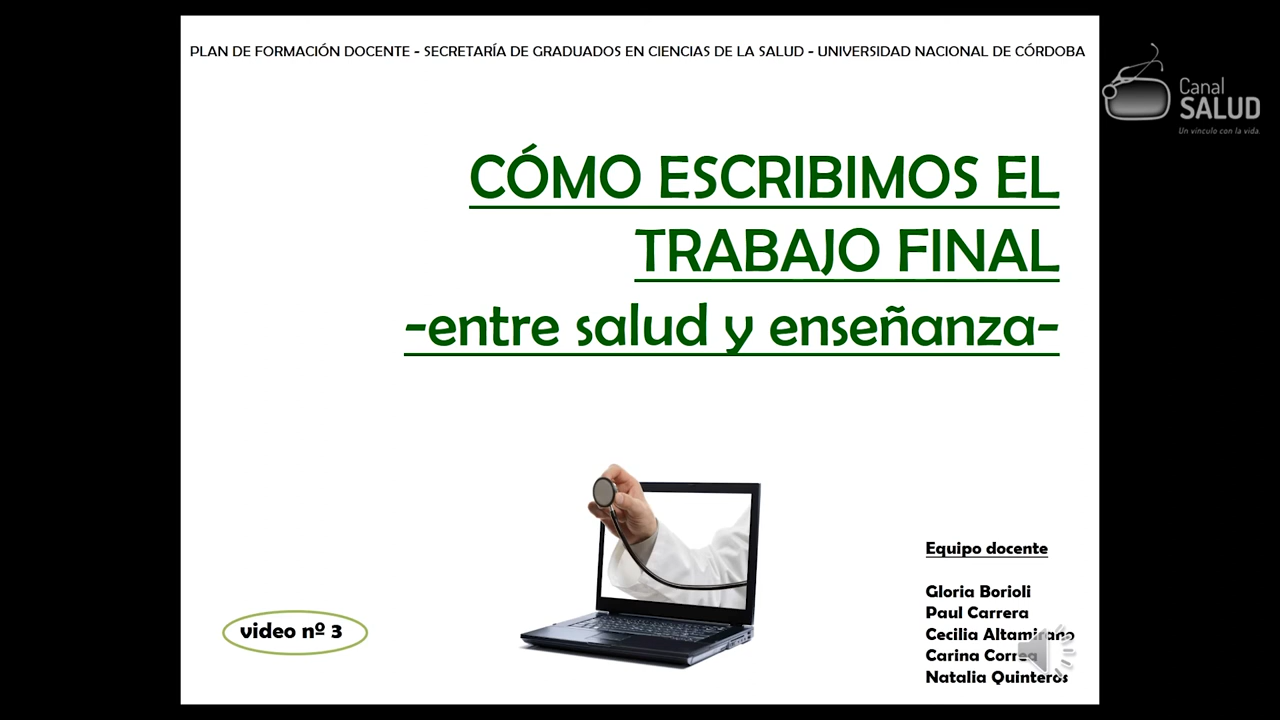 PLAN DE FORMACIÓN DOCENTE - SECRETARÍA DE GRADUADOS EN CIENCIAS DE LA SALUD - UNIVERSIDAD NACIONAL DE CÓRDOBA
Canal
SALUD
Un vínculo con la vida.
CÓMO ESCRIBIMOS EL
TRABAJO FINAL
-entre salud y enseñanza-
Equipo docente
Gloria Borioli
Paul Carrera
Cecilia Altamirano
Carina Correa
Natalia Quinteros
video nº 3